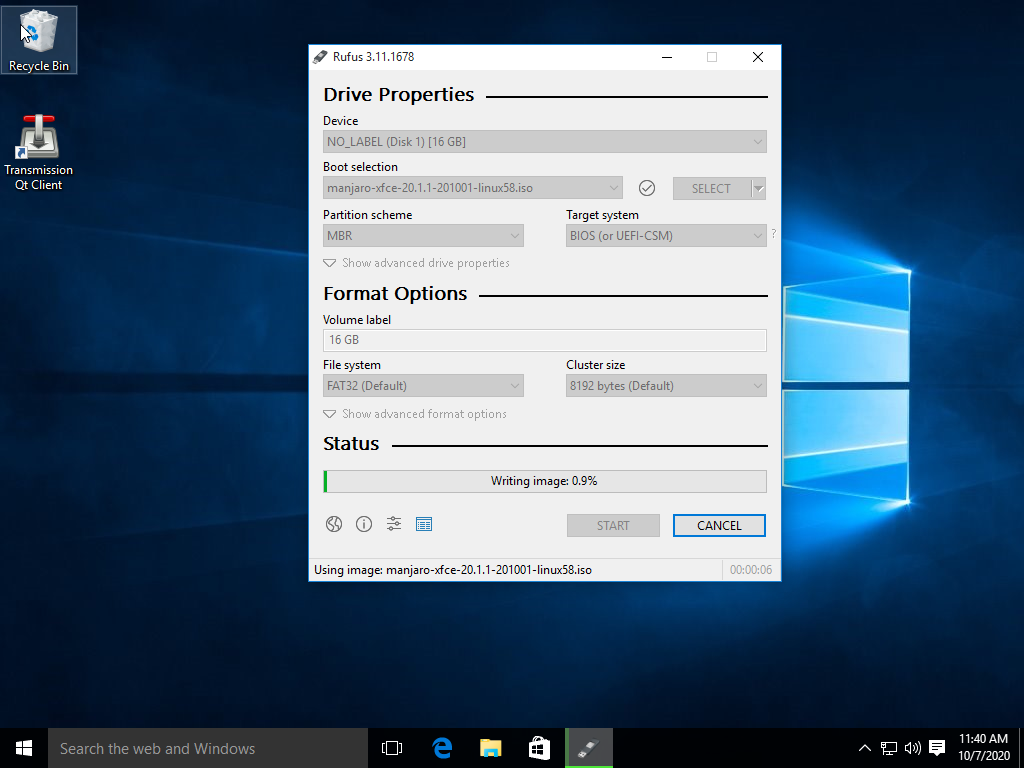 Recycle Bin
Transmission
Qt Client
Rufus 3.11.1678
Drive Properties
Device
NO_LABEL (Disk 1) [16 GB]
Boot selection
manjaro-xfce-20.1.1-201001-linux58.iso
SELECT
Partition scheme
Target system
MBR
BIOS (or UEFI-CSM)
?
Show advanced drive properties
Format Options
Volume label
16 GB
File system
Cluster size
FAT32 (Default)
8192 bytes (Default)
Show advanced format options
Status
Writing image: 0.9%
START
CANCEL
Using image: manjaro-xfce-20.1.1-201001-linux58.iso
00:00:06
Search the web and Windows
11:40 AM
10/7/2020